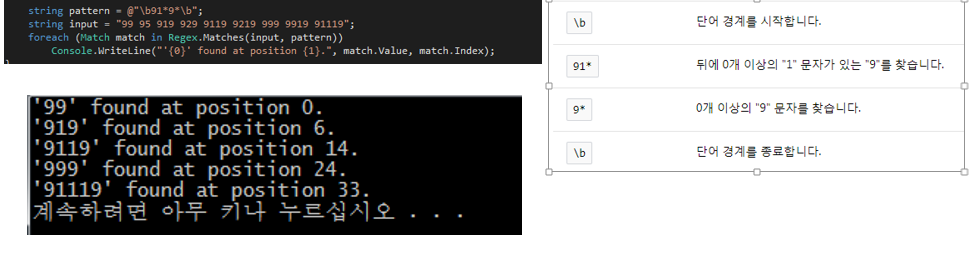 string pattern = @"\b91*9*\b";
string input = "99 95 919 929 9119 9219 999 9919 91119";
foreach (Match match in Regex.Matches(input, pattern))
Console.WriteLine("'{0}' found at position {1}.", match.Value, match.Index);
'99' found at position 0.
'919' found at position 6.
'9119' found at position 14.
'999' found at position 24.
'91119' found at position 33.
계속하려면 아무 키나 누르십시오 . . .
\b 단어 경계를 시작합니다.
91* 뒤에 0개 이상의 "1" 문자가 있는 "9"를 찾습니다.
9* 0개 이상의 "9" 문자를 찾습니다.
\b 단어 경계를 종료합니다.